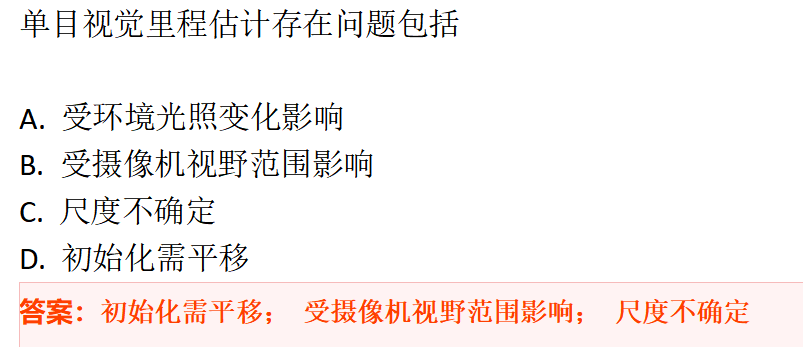 单目视觉里程估计存在问题包括
A. 受环境光照变化影响
B. 受摄像机视野范围影响
C. 尺度不确定
D. 初始化需平移
答案：初始化需平移； 受摄像机视野范围影响； 尺度不确定